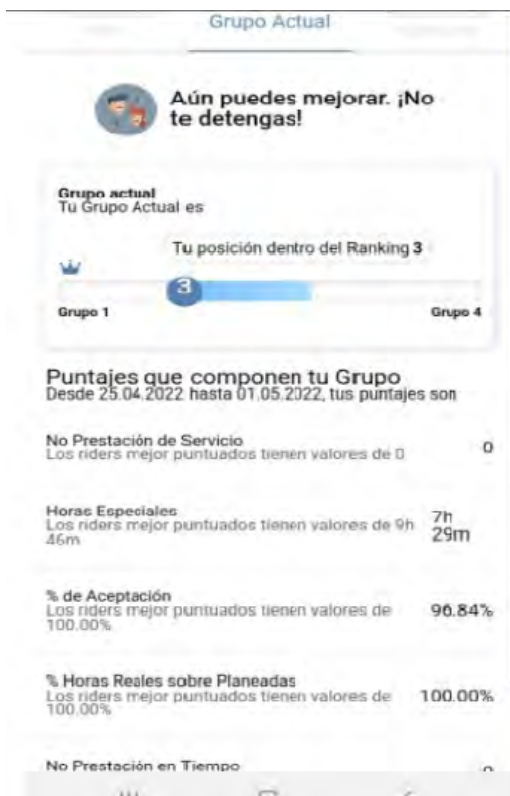 Grupo Actual
Aún puedes mejorar. ¡No
te detengas!
Grupo actual
Tu Grupo Actual es
Tu posición dentro del Ranking 3
3
Grupo 1
Grupo 4
Puntajes que componen tu Grupo
Desde 25.04.2022 hasta 01.05.2022, tus puntajes son
No Prestación de Servicio
Los riders mejor puntuados tienen valores de 0
0
Horas Especiales
Los riders mejor puntuados tienen valores de 9h
46m
7h
29m
% de Aceptación
Los riders mejor puntuados tienen valores de
100.00%
96.84%
% Horas Reales sobre Planeadas
Los riders mejor puntuados tienen valores de
100.00%
100.00%
No Prestación en Tiempo